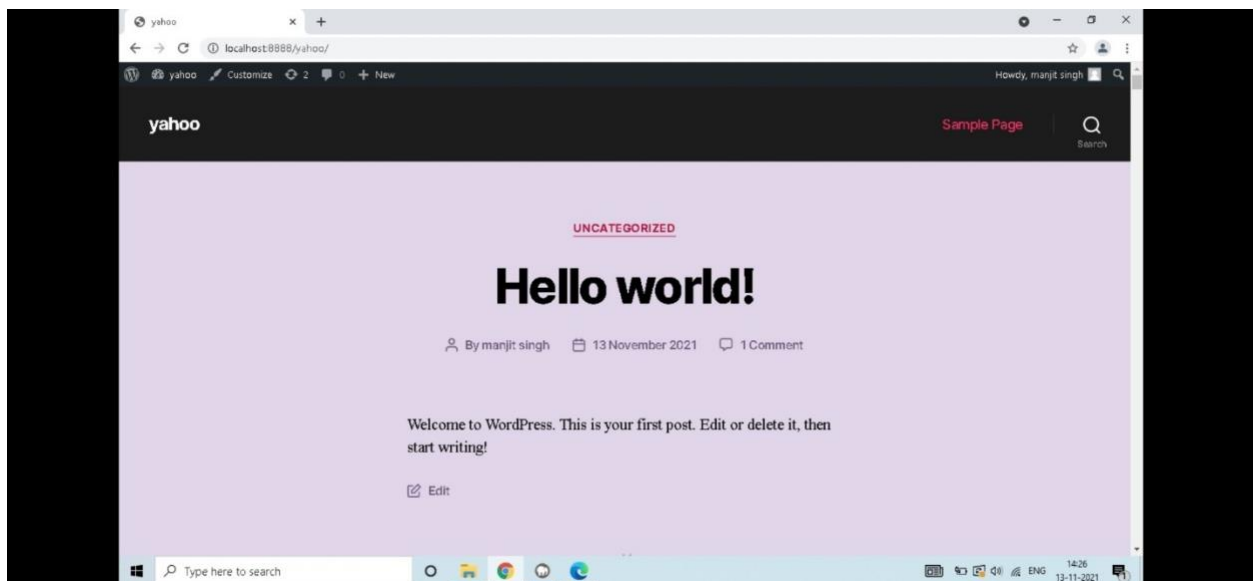 yahoo
localhost:8888/yahoo/
yahoo Customize 2 0 + New Howdy, manjit singh
yahoo Sample Page
Search
UNCATEGORIZED
Hello world!
By manjit singh 13 November 2021 1 Comment
Welcome to WordPress. This is your first post. Edit or delete it, then
start writing!
Edit
Type here to search ENG 14:26
13-11-2021